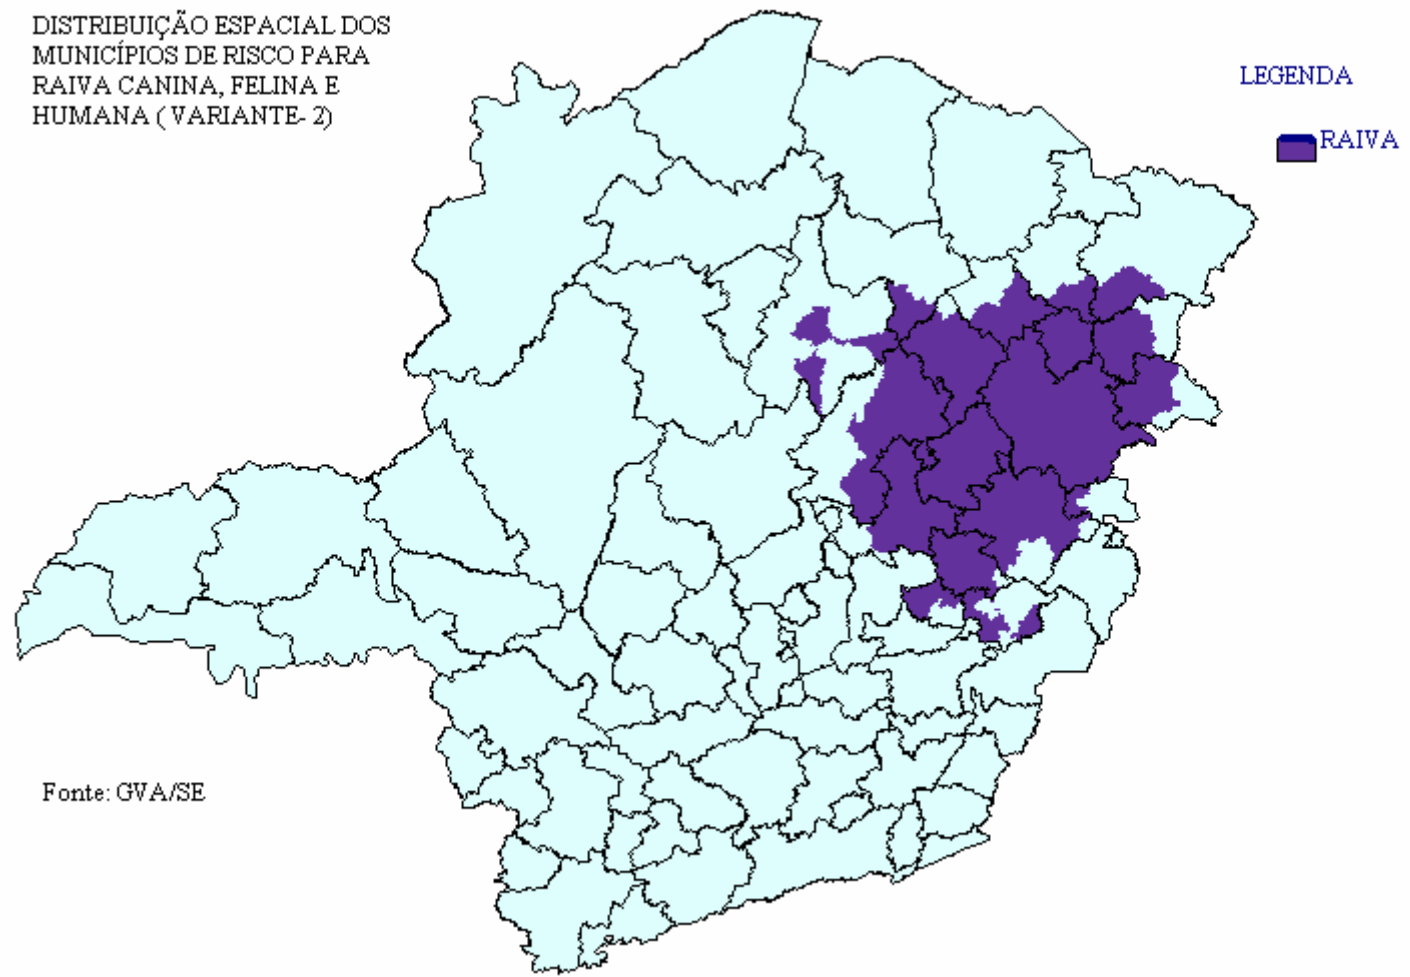 DISTRIBUIÇÃO ESPACIAL DOS
MUNICÍPIOS DE RISCO PARA
RAIVA CANINA, FELINA E
HUMANA ( VARIANTE- 2)
LEGENDA
RAIVA
Fonte: GVA/SE